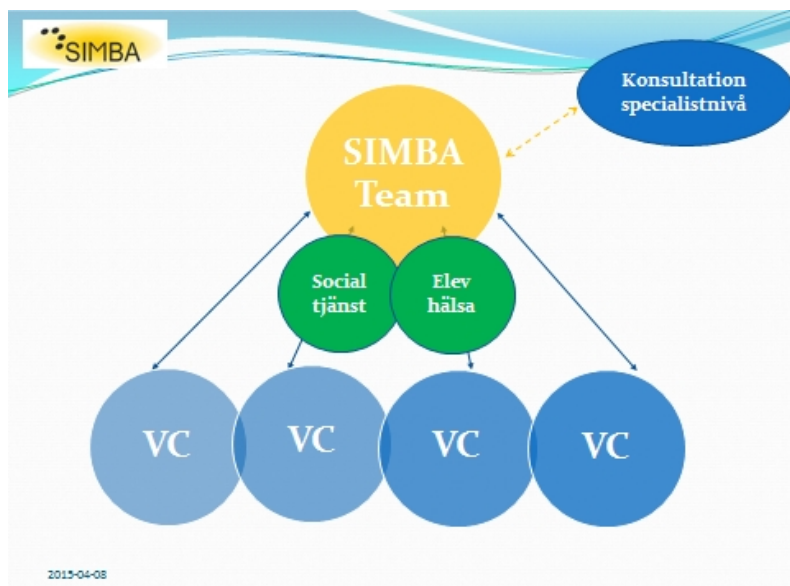 SIMBA
Konsultation
specialistnivå
SIMBA
Team
Social
tjänst
Elev
hälsa
VC
VC
VC
VC
2015-04-08